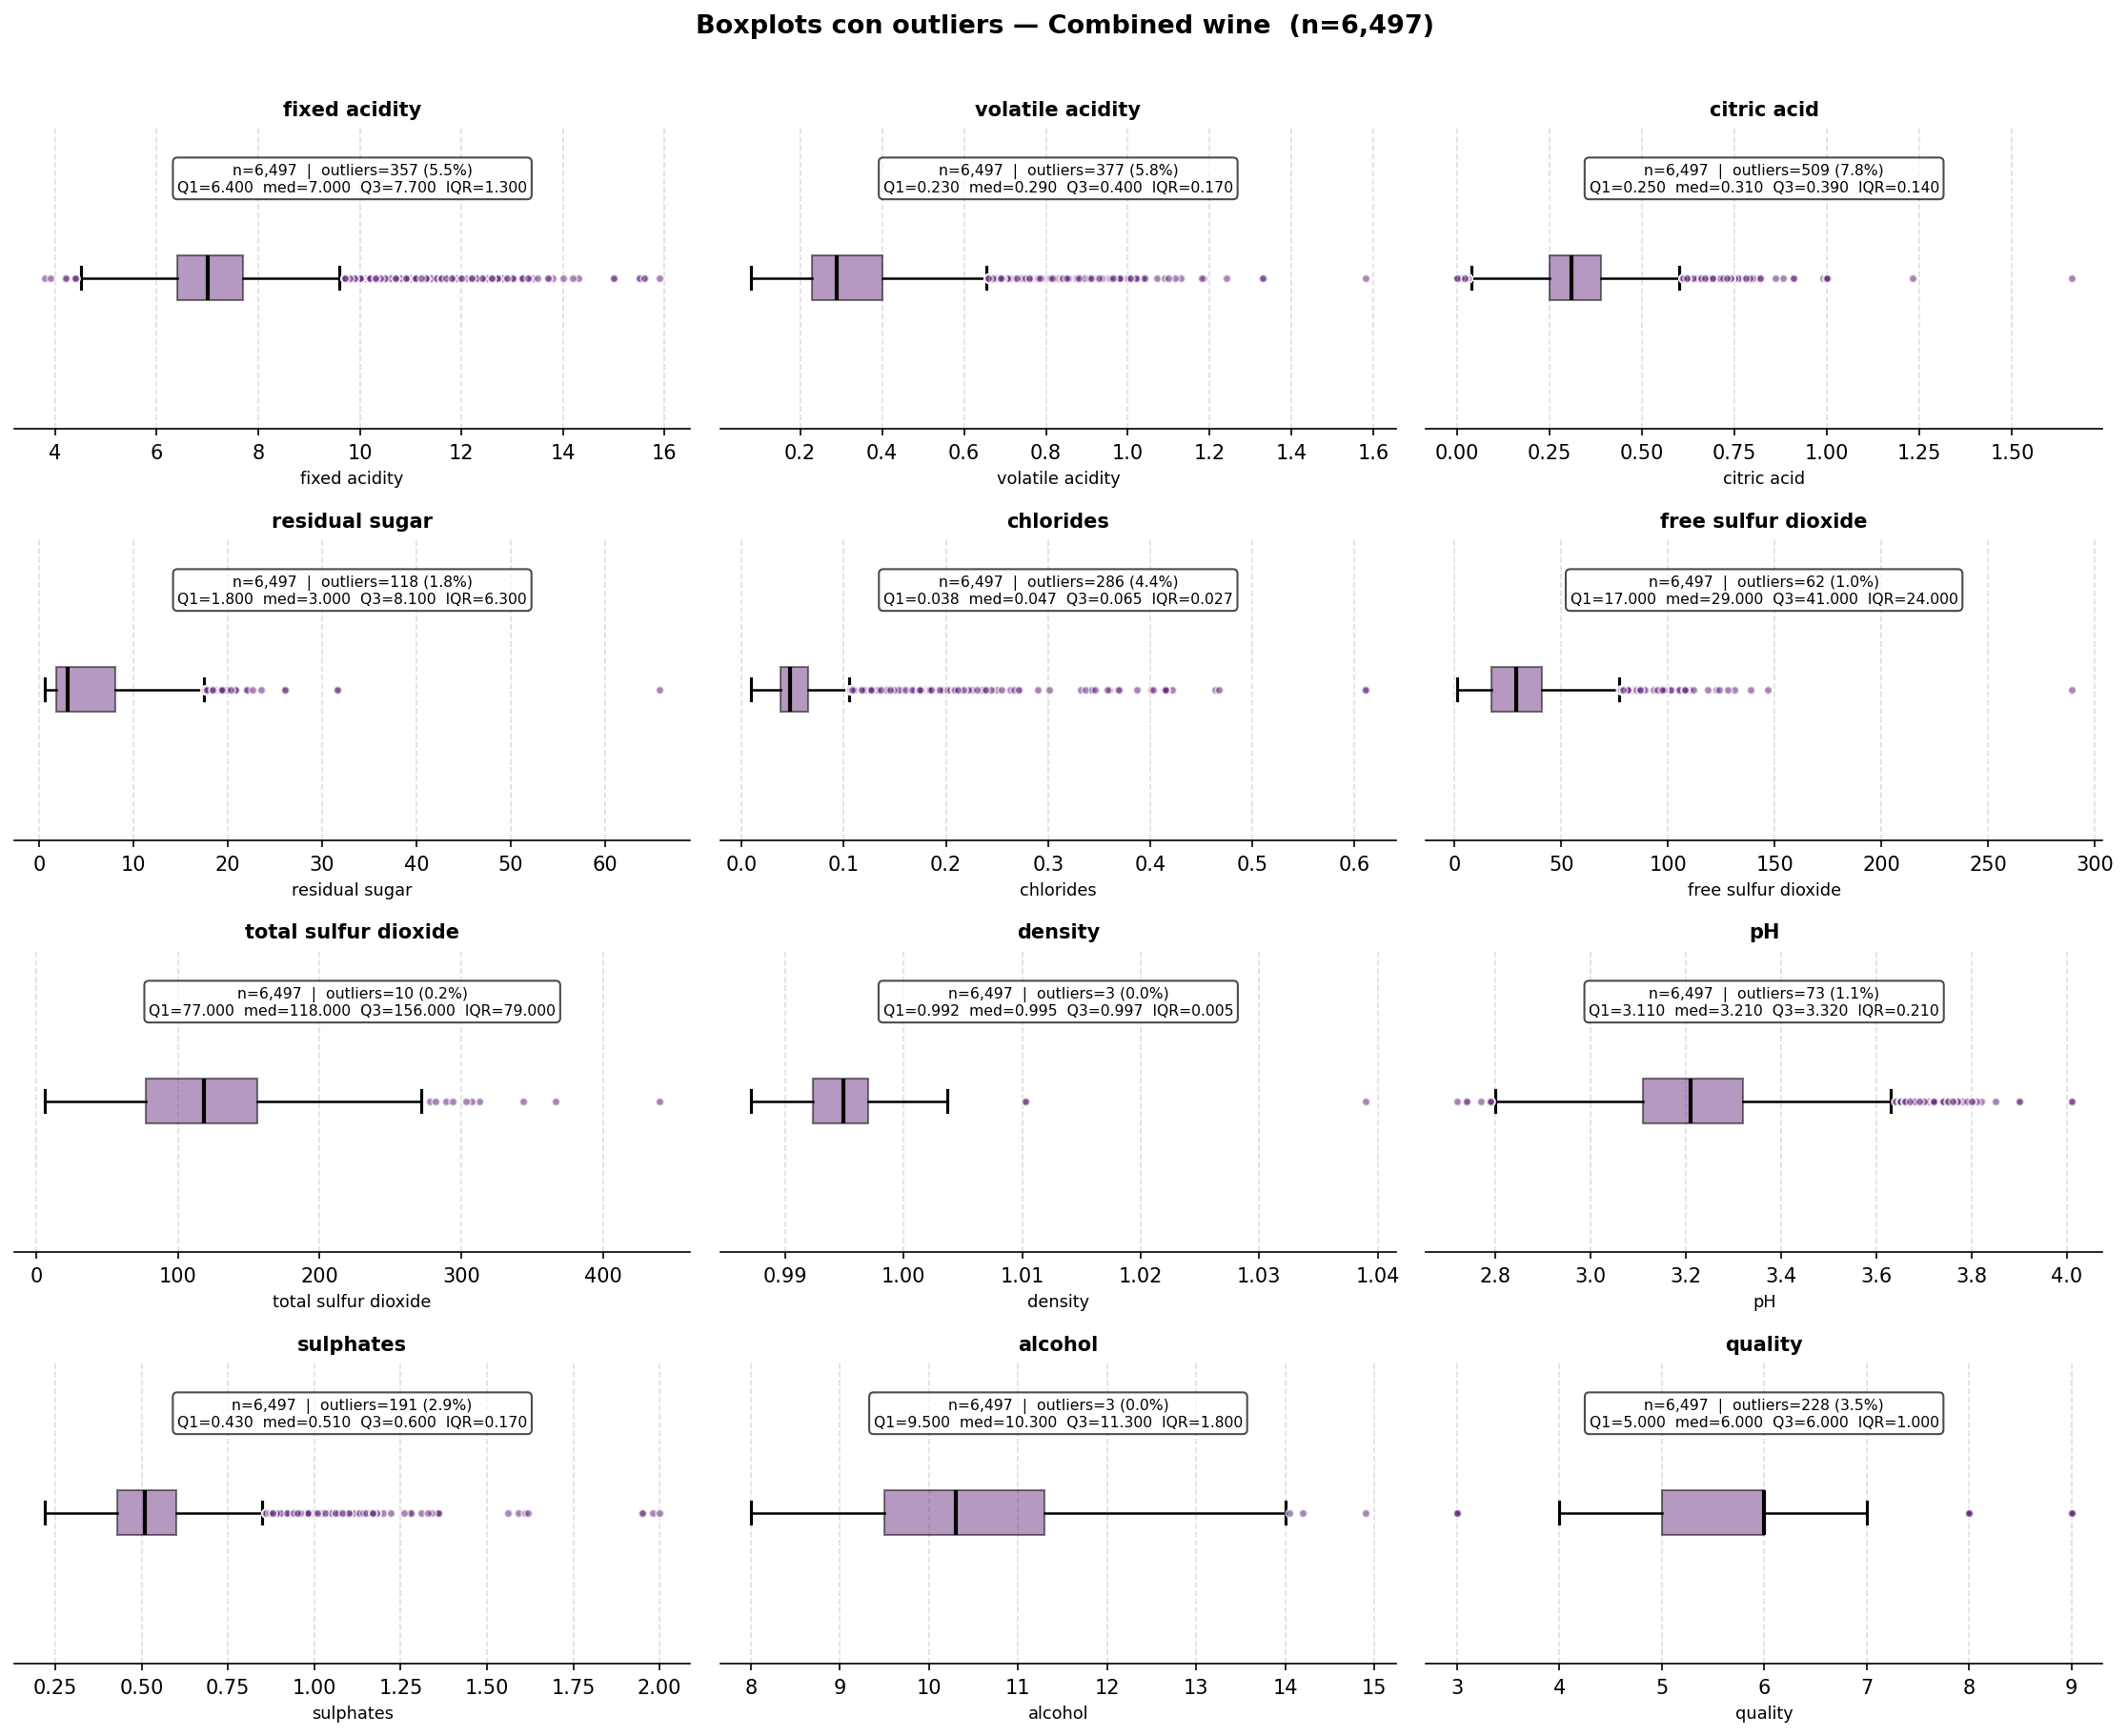 Boxplots con outliers — Combined wine  (n=6,497)
fixed acidity
n=6,497  |  outliers=357 (5.5%)
Q1=6.400  med=7.000  Q3=7.700  IQR=1.300
4 6 8 10 12 14 16
fixed acidity
volatile acidity
n=6,497  |  outliers=377 (5.8%)
Q1=0.230  med=0.290  Q3=0.400  IQR=0.170
0.2 0.4 0.6 0.8 1.0 1.2 1.4 1.6
volatile acidity
citric acid
n=6,497  |  outliers=509 (7.8%)
Q1=0.250  med=0.310  Q3=0.390  IQR=0.140
0.00 0.25 0.50 0.75 1.00 1.25 1.50
citric acid
residual sugar
n=6,497  |  outliers=118 (1.8%)
Q1=1.800  med=3.000  Q3=8.100  IQR=6.300
0 10 20 30 40 50 60
residual sugar
chlorides
n=6,497  |  outliers=286 (4.4%)
Q1=0.038  med=0.047  Q3=0.065  IQR=0.027
0.0 0.1 0.2 0.3 0.4 0.5 0.6
chlorides
free sulfur dioxide
n=6,497  |  outliers=62 (1.0%)
Q1=17.000  med=29.000  Q3=41.000  IQR=24.000
0 50 100 150 200 250 300
free sulfur dioxide
total sulfur dioxide
n=6,497  |  outliers=10 (0.2%)
Q1=77.000  med=118.000  Q3=156.000  IQR=79.000
0 100 200 300 400
total sulfur dioxide
density
n=6,497  |  outliers=3 (0.0%)
Q1=0.992  med=0.995  Q3=0.997  IQR=0.005
0.99 1.00 1.01 1.02 1.03 1.04
density
pH
n=6,497  |  outliers=73 (1.1%)
Q1=3.110  med=3.210  Q3=3.320  IQR=0.210
2.8 3.0 3.2 3.4 3.6 3.8 4.0
pH
sulphates
n=6,497  |  outliers=191 (2.9%)
Q1=0.430  med=0.510  Q3=0.600  IQR=0.170
0.25 0.50 0.75 1.00 1.25 1.50 1.75 2.00
sulphates
alcohol
n=6,497  |  outliers=3 (0.0%)
Q1=9.500  med=10.300  Q3=11.300  IQR=1.800
8 9 10 11 12 13 14 15
alcohol
quality
n=6,497  |  outliers=228 (3.5%)
Q1=5.000  med=6.000  Q3=6.000  IQR=1.000
3 4 5 6 7 8 9
quality